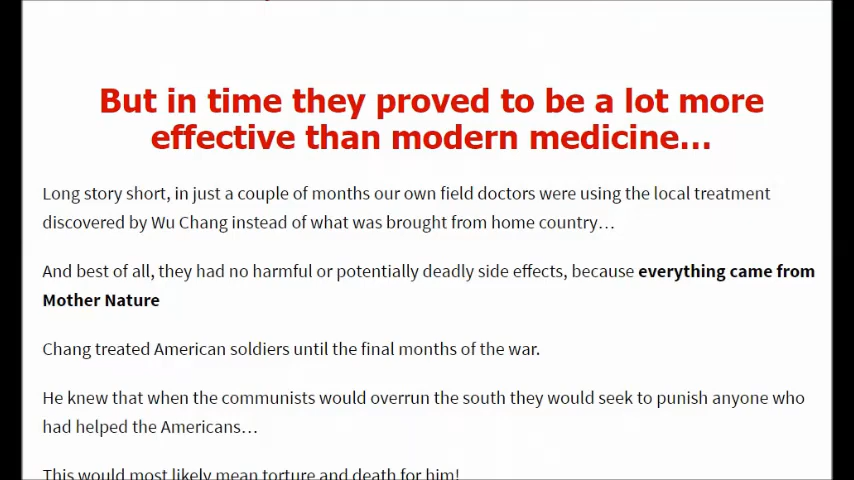 But in time they proved to be a lot more
effective than modern medicine...
Long story short, in just a couple of months our own field doctors were using the local treatment
discovered by Wu Chang instead of what was brought from home country…
And best of all, they had no harmful or potentially deadly side effects, because everything came from
Mother Nature
Chang treated American soldiers until the final months of the war.
He knew that when the communists would overrun the south they would seek to punish anyone who
had helped the Americans…
This would most likely mean torture and death for him!